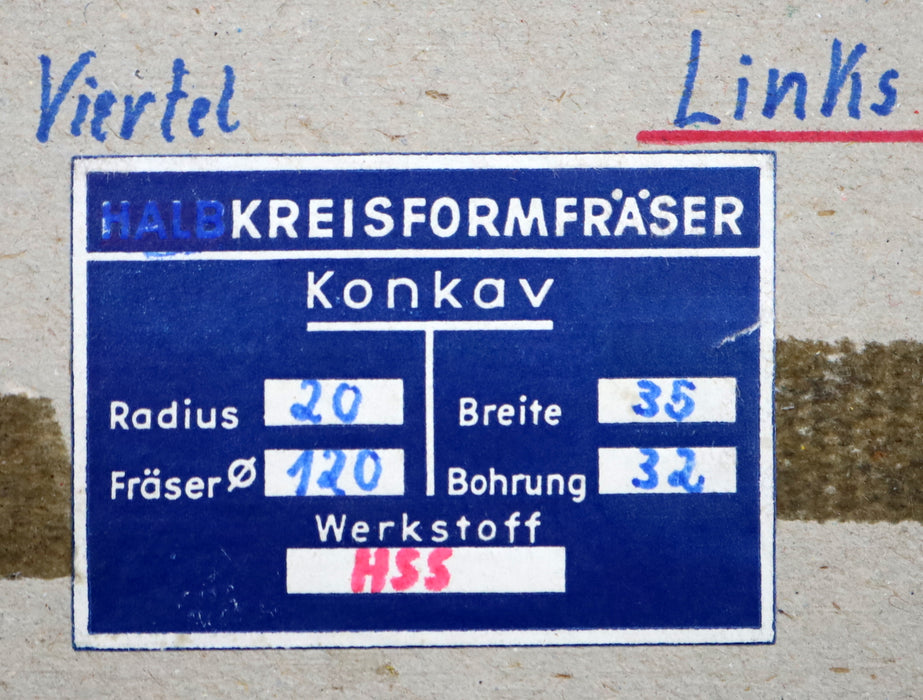 Viertel Links
HALBKREISFORMFRÄSER
Konkav
Radius 20 Breite 35
Fräser Ø 120 Bohrung 32
Werkstoff
HSS